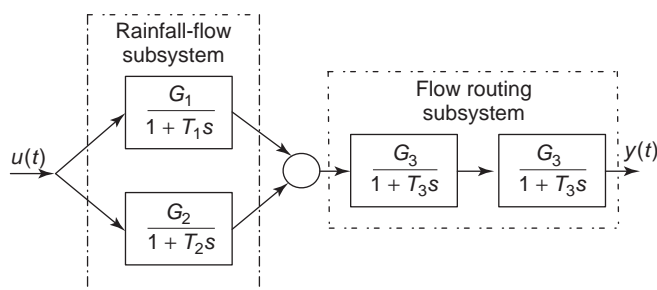 Rainfall-flow
subsystem
Flow routing
subsystem
u(t)
G₁
1 + T₁s
G₂
1 + T₂s
G₃
1 + T₃s
G₃
1 + T₃s
y(t)